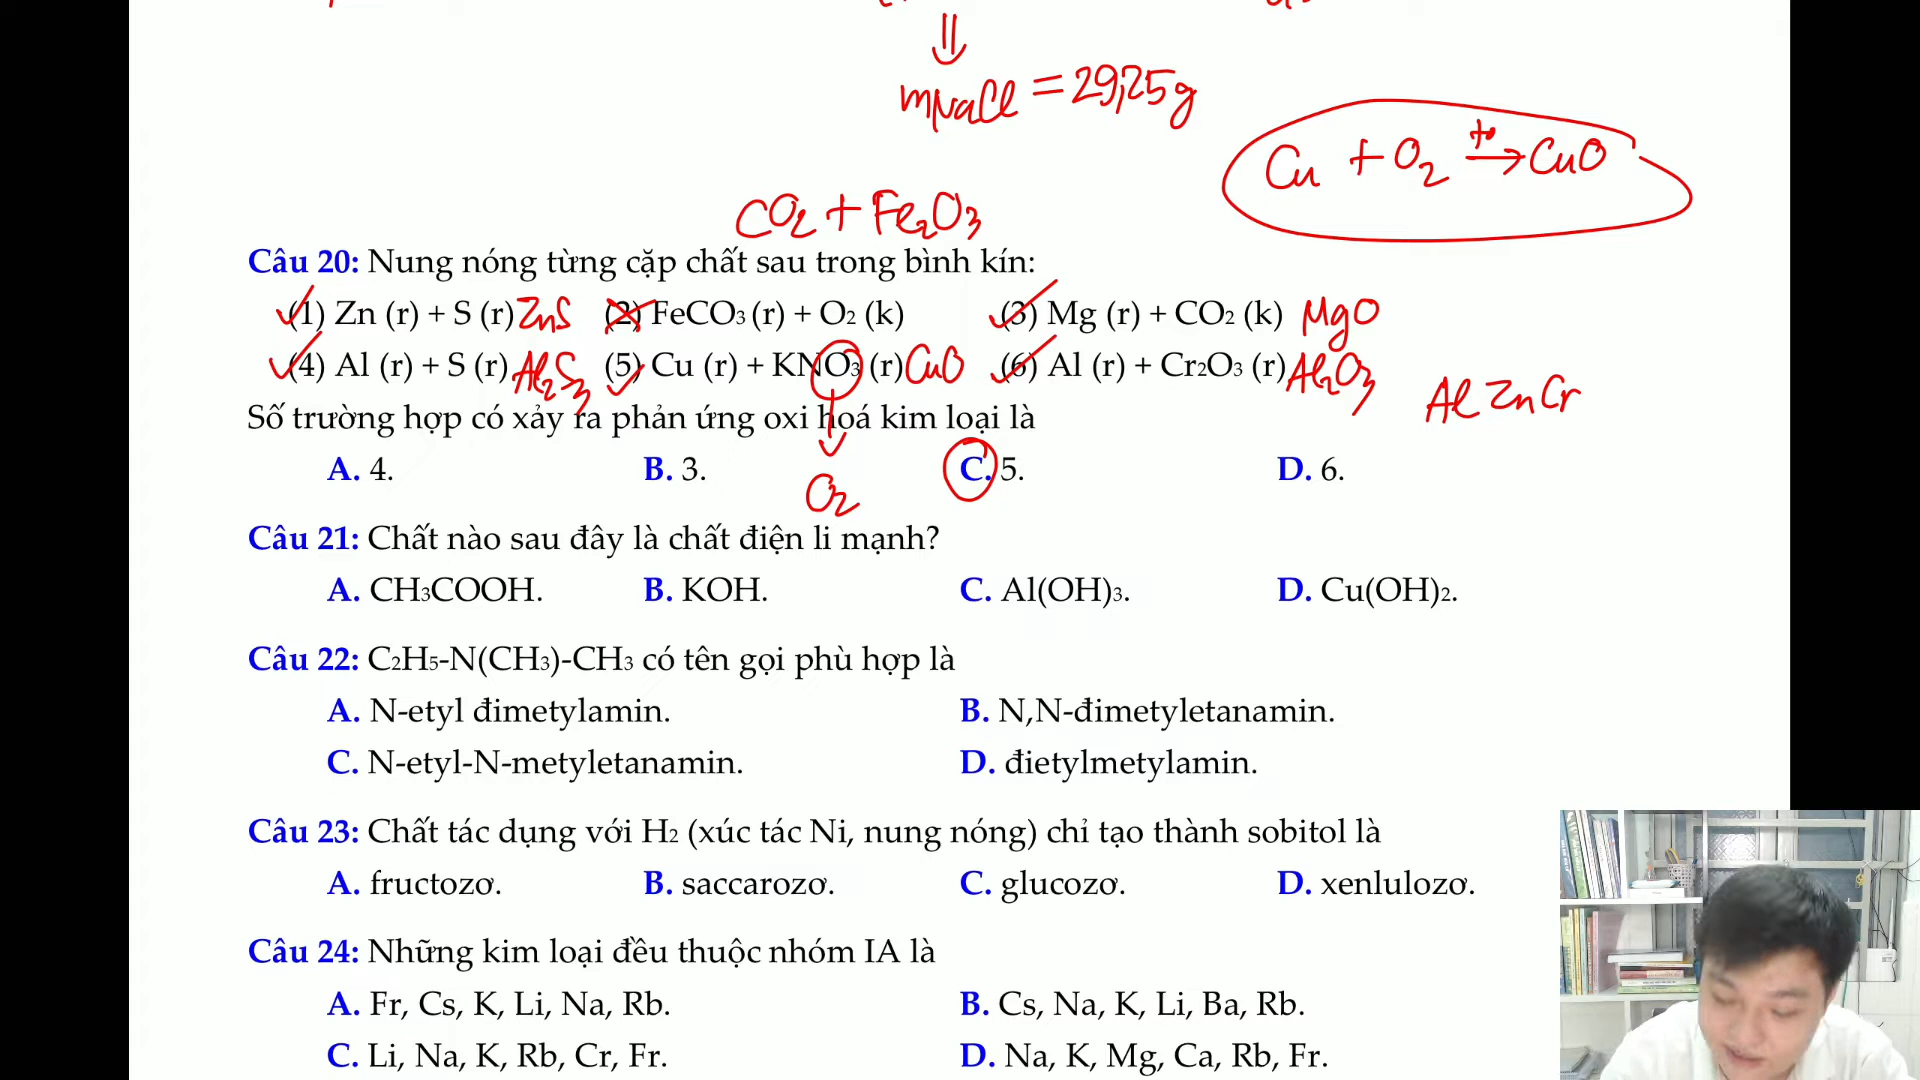 mNaCl = 29,25g
Cu + O₂ t° → CuO
CO₂ + Fe₂O₃
Câu 20: Nung nóng từng cặp chất sau trong bình kín:
(1) Zn (r) + S (r) ZnS (2) FeCO₃ (r) + O₂ (k) (3) Mg (r) + CO₂ (k) MgO
(4) Al (r) + S (r) Al₂S₃ (5) Cu (r) + KNO₃ (r) CuO (6) Al (r) + Cr₂O₃ (r) Al₂O₃
Al Zn Cr
Số trường hợp có xảy ra phản ứng oxi hoá kim loại là
A. 4. B. 3. C. 5. D. 6.
O₂
Câu 21: Chất nào sau đây là chất điện li mạnh?
A. CH₃COOH. B. KOH. C. Al(OH)₃. D. Cu(OH)₂.
Câu 22: C₂H₅-N(CH₃)-CH₃ có tên gọi phù hợp là
A. N-etyl đimetylamin. B. N,N-đimetyletanamin.
C. N-etyl-N-metyletanamin. D. đietylmetylamin.
Câu 23: Chất tác dụng với H₂ (xúc tác Ni, nung nóng) chỉ tạo thành sobitol là
A. fructozơ. B. saccarozơ. C. glucozơ. D. xenlulozơ.
Câu 24: Những kim loại đều thuộc nhóm IA là
A. Fr, Cs, K, Li, Na, Rb. B. Cs, Na, K, Li, Ba, Rb.
C. Li, Na, K, Rb, Cr, Fr. D. Na, K, Mg, Ca, Rb, Fr.